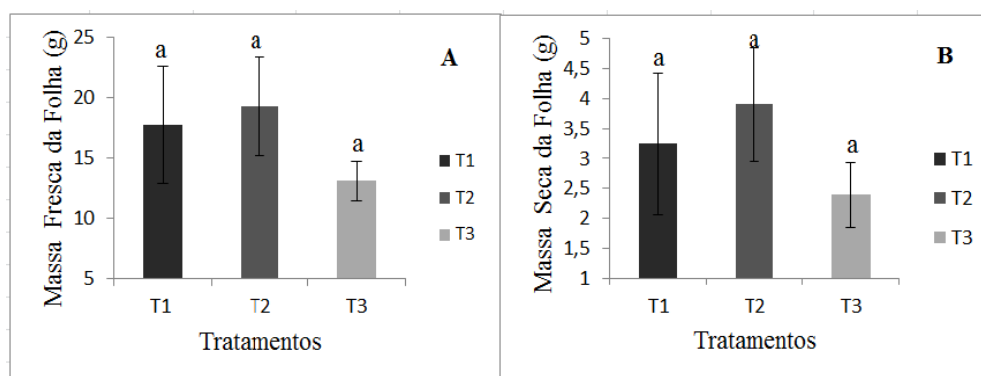 Massa Fresca da Folha (g)
25
20
15
10
5
a
a
a
A
T1
T2
T3
T1
T2
T3
Tratamentos
Massa Seca da Folha (g)
5
4,5
4
3,5
3
2,5
2
1,5
1
a
a
a
B
T1
T2
T3
T1
T2
T3
Tratamentos